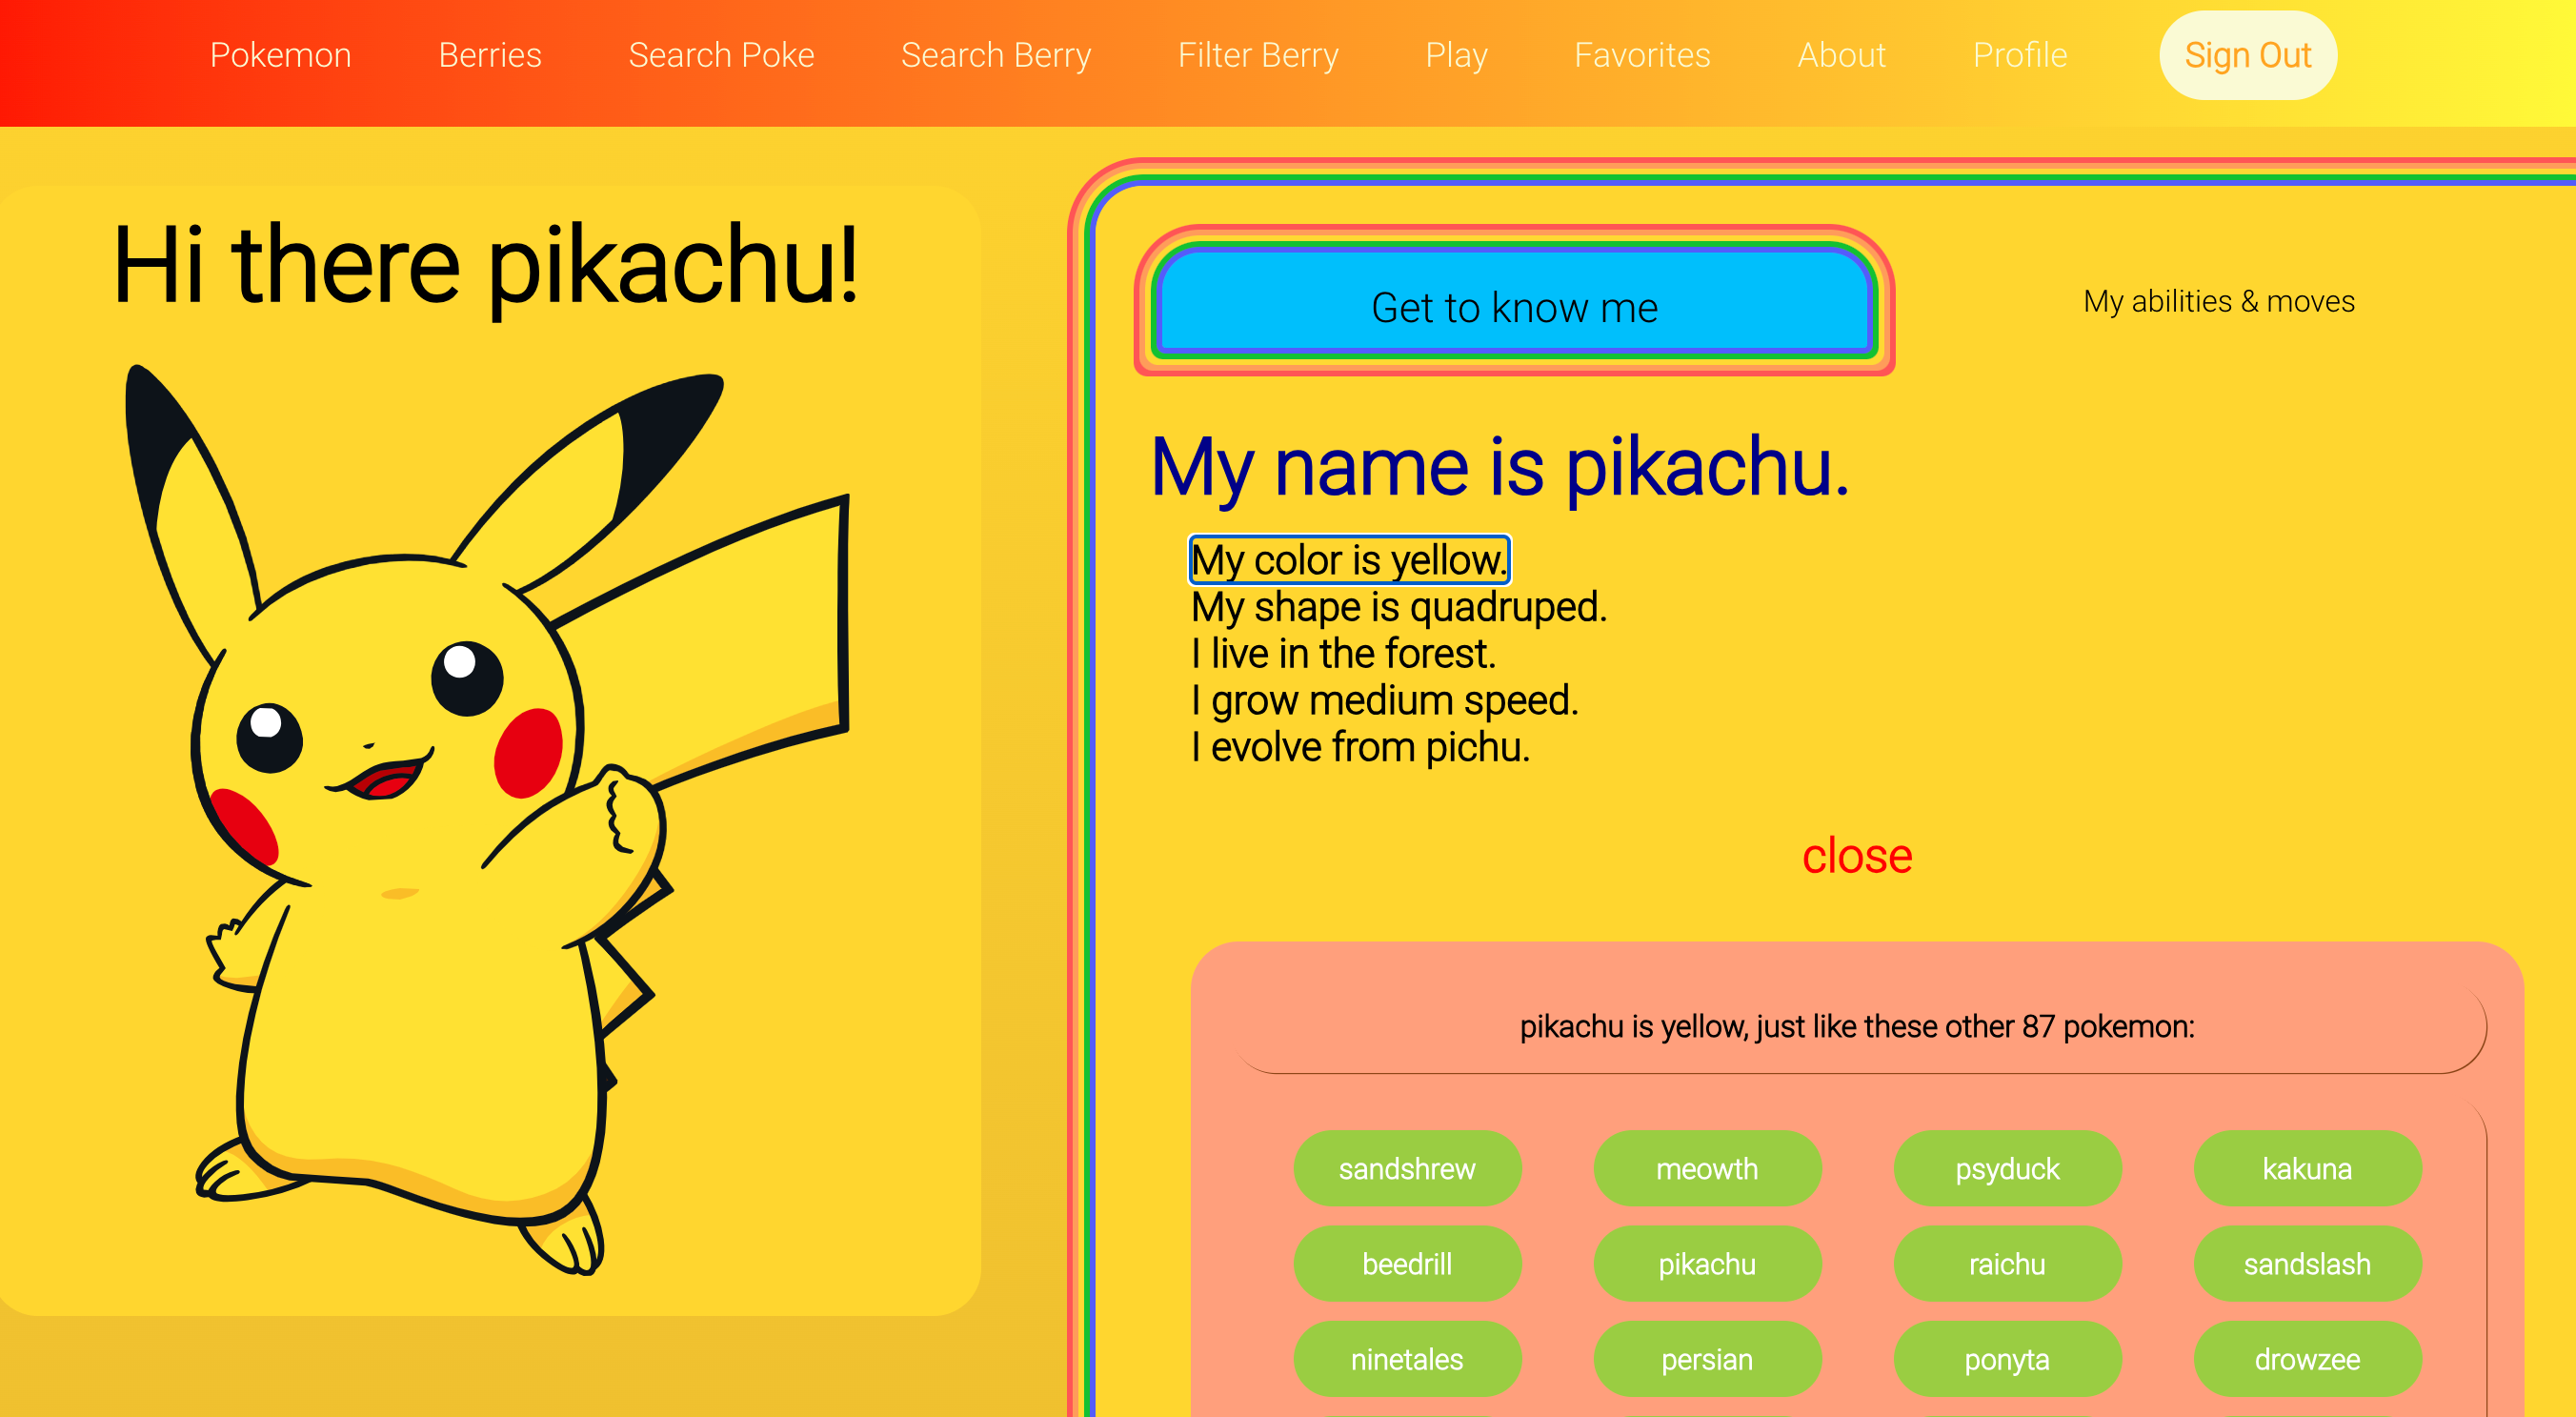 Pokemon Berries Search Poke Search Berry Filter Berry Play Favorites About Profile Sign Out
Hi there pikachu!
Get to know me
My abilities & moves
My name is pikachu.
My color is yellow.
My shape is quadruped.
I live in the forest.
I grow medium speed.
I evolve from pichu.
close
pikachu is yellow, just like these other 87 pokemon:
sandshrew meowth psyduck kakuna
beedrill pikachu raichu sandslash
ninetales persian ponyta drowzee